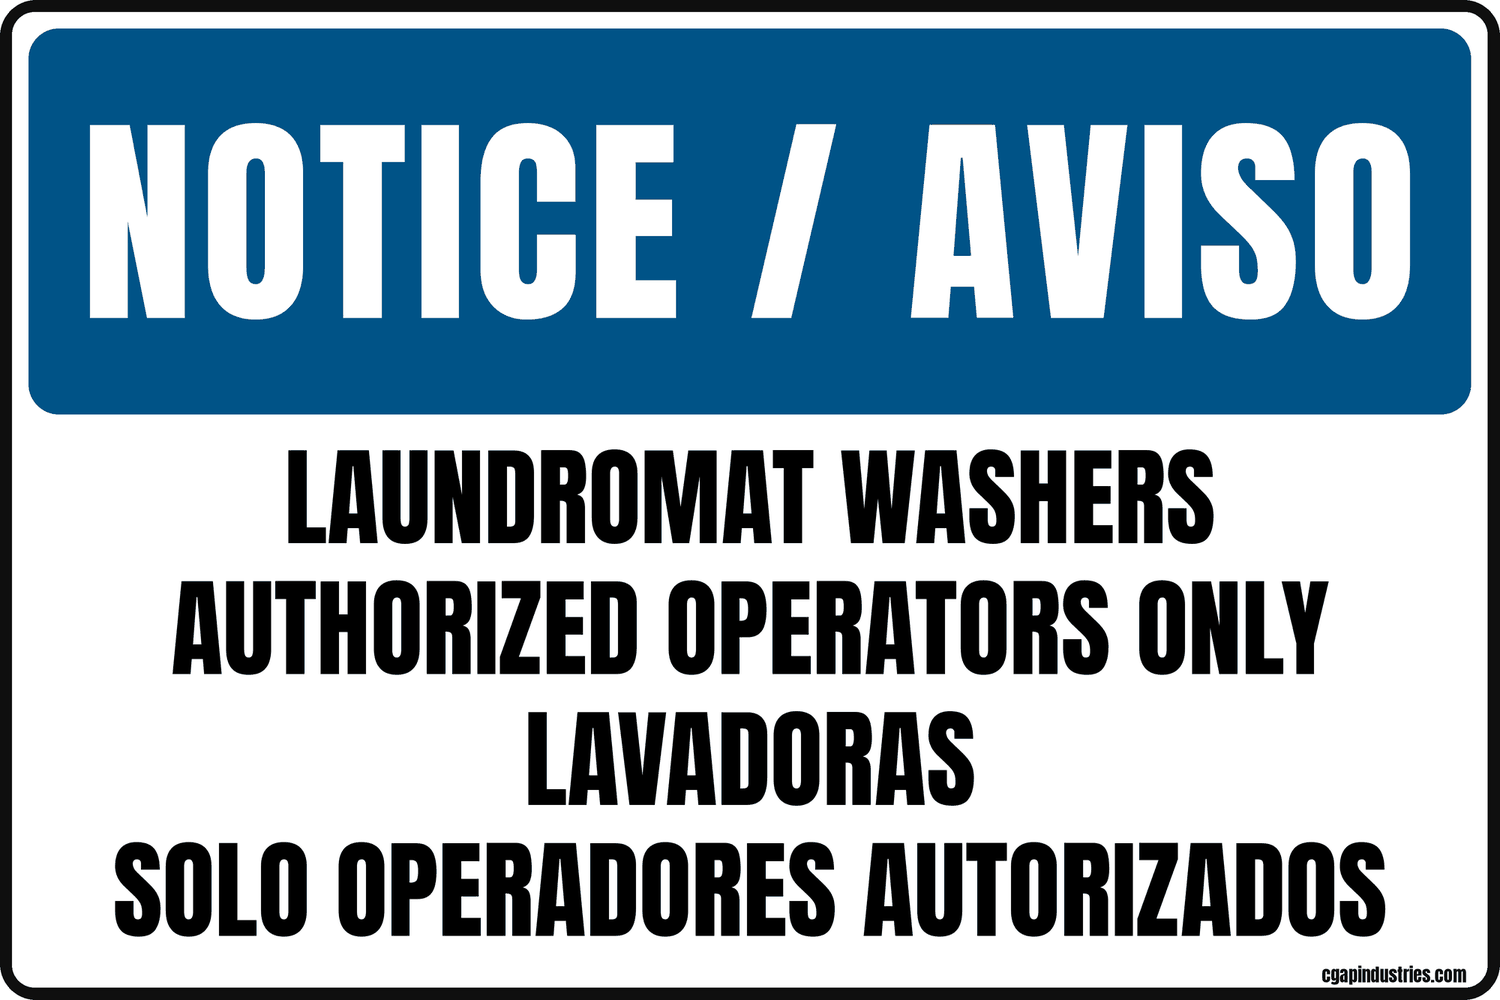 NOTICE / AVISO
LAUNDROMAT WASHERS
AUTHORIZED OPERATORS ONLY
LAVADORAS
SOLO OPERADORES AUTORIZADOS
cgapindustries.com